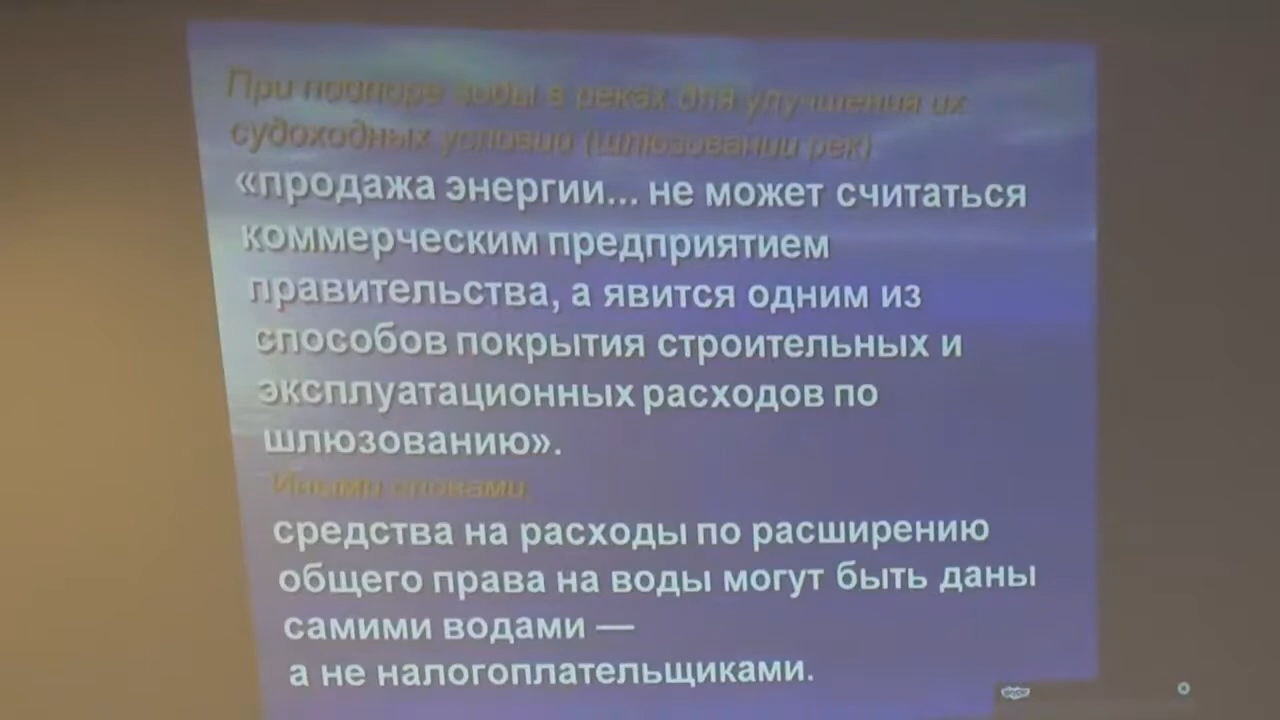 При подпоре воды в реках для улучшения их
судоходных условий (шлюзовании рек)
«продажа энергии... не может считаться
коммерческим предприятием
правительства, а явится одним из
способов покрытия строительных и
эксплуатационных расходов по
шлюзованию».
Иными словами,
средства на расходы по расширению
общего права на воды могут быть даны
самими водами —
а не налогоплательщиками.
skype